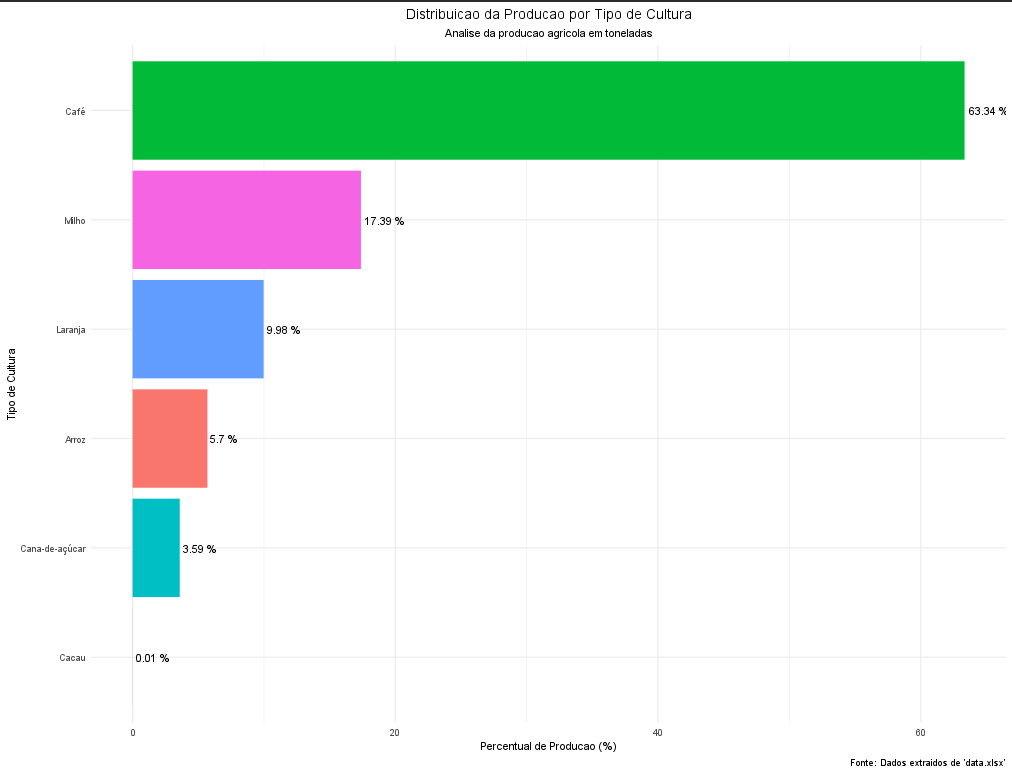 Distribuicao da Producao por Tipo de Cultura
Analise da producao agricola em toneladas
Tipo de Cultura
Café
63.34 %
Milho
17.39 %
Laranja
9.98 %
Arroz
5.7 %
Cana-de-açúcar
3.59 %
Cacau
0.01 %
0
20
40
60
Percentual de Producao (%)
Fonte: Dados extraidos de 'data.xlsx'